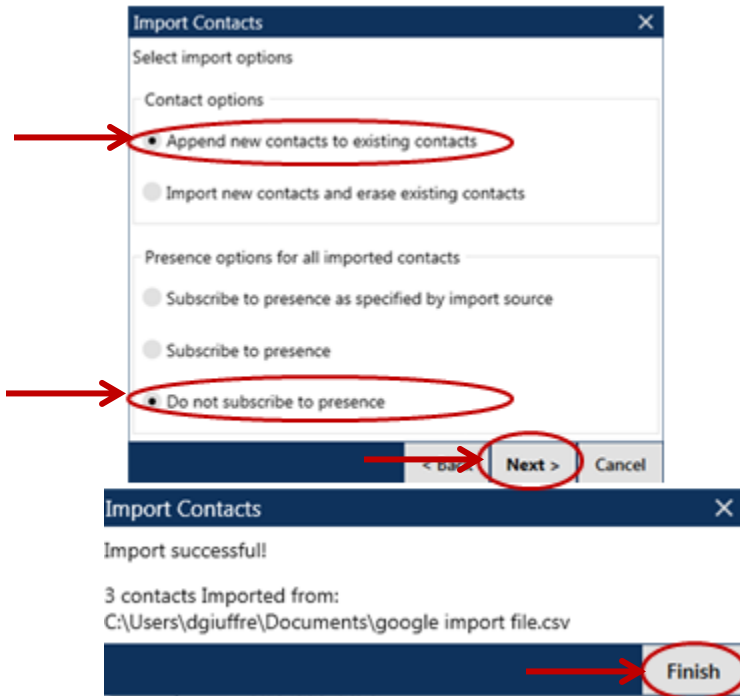 Import Contacts
Select import options
Contact options
Append new contacts to existing contacts
Import new contacts and erase existing contacts
Presence options for all imported contacts
Subscribe to presence as specified by import source
Subscribe to presence
Do not subscribe to presence
< Back Next > Cancel
Import Contacts
Import successful!
3 contacts Imported from:
C:\Users\dgiuffre\Documents\google import file.csv
Finish